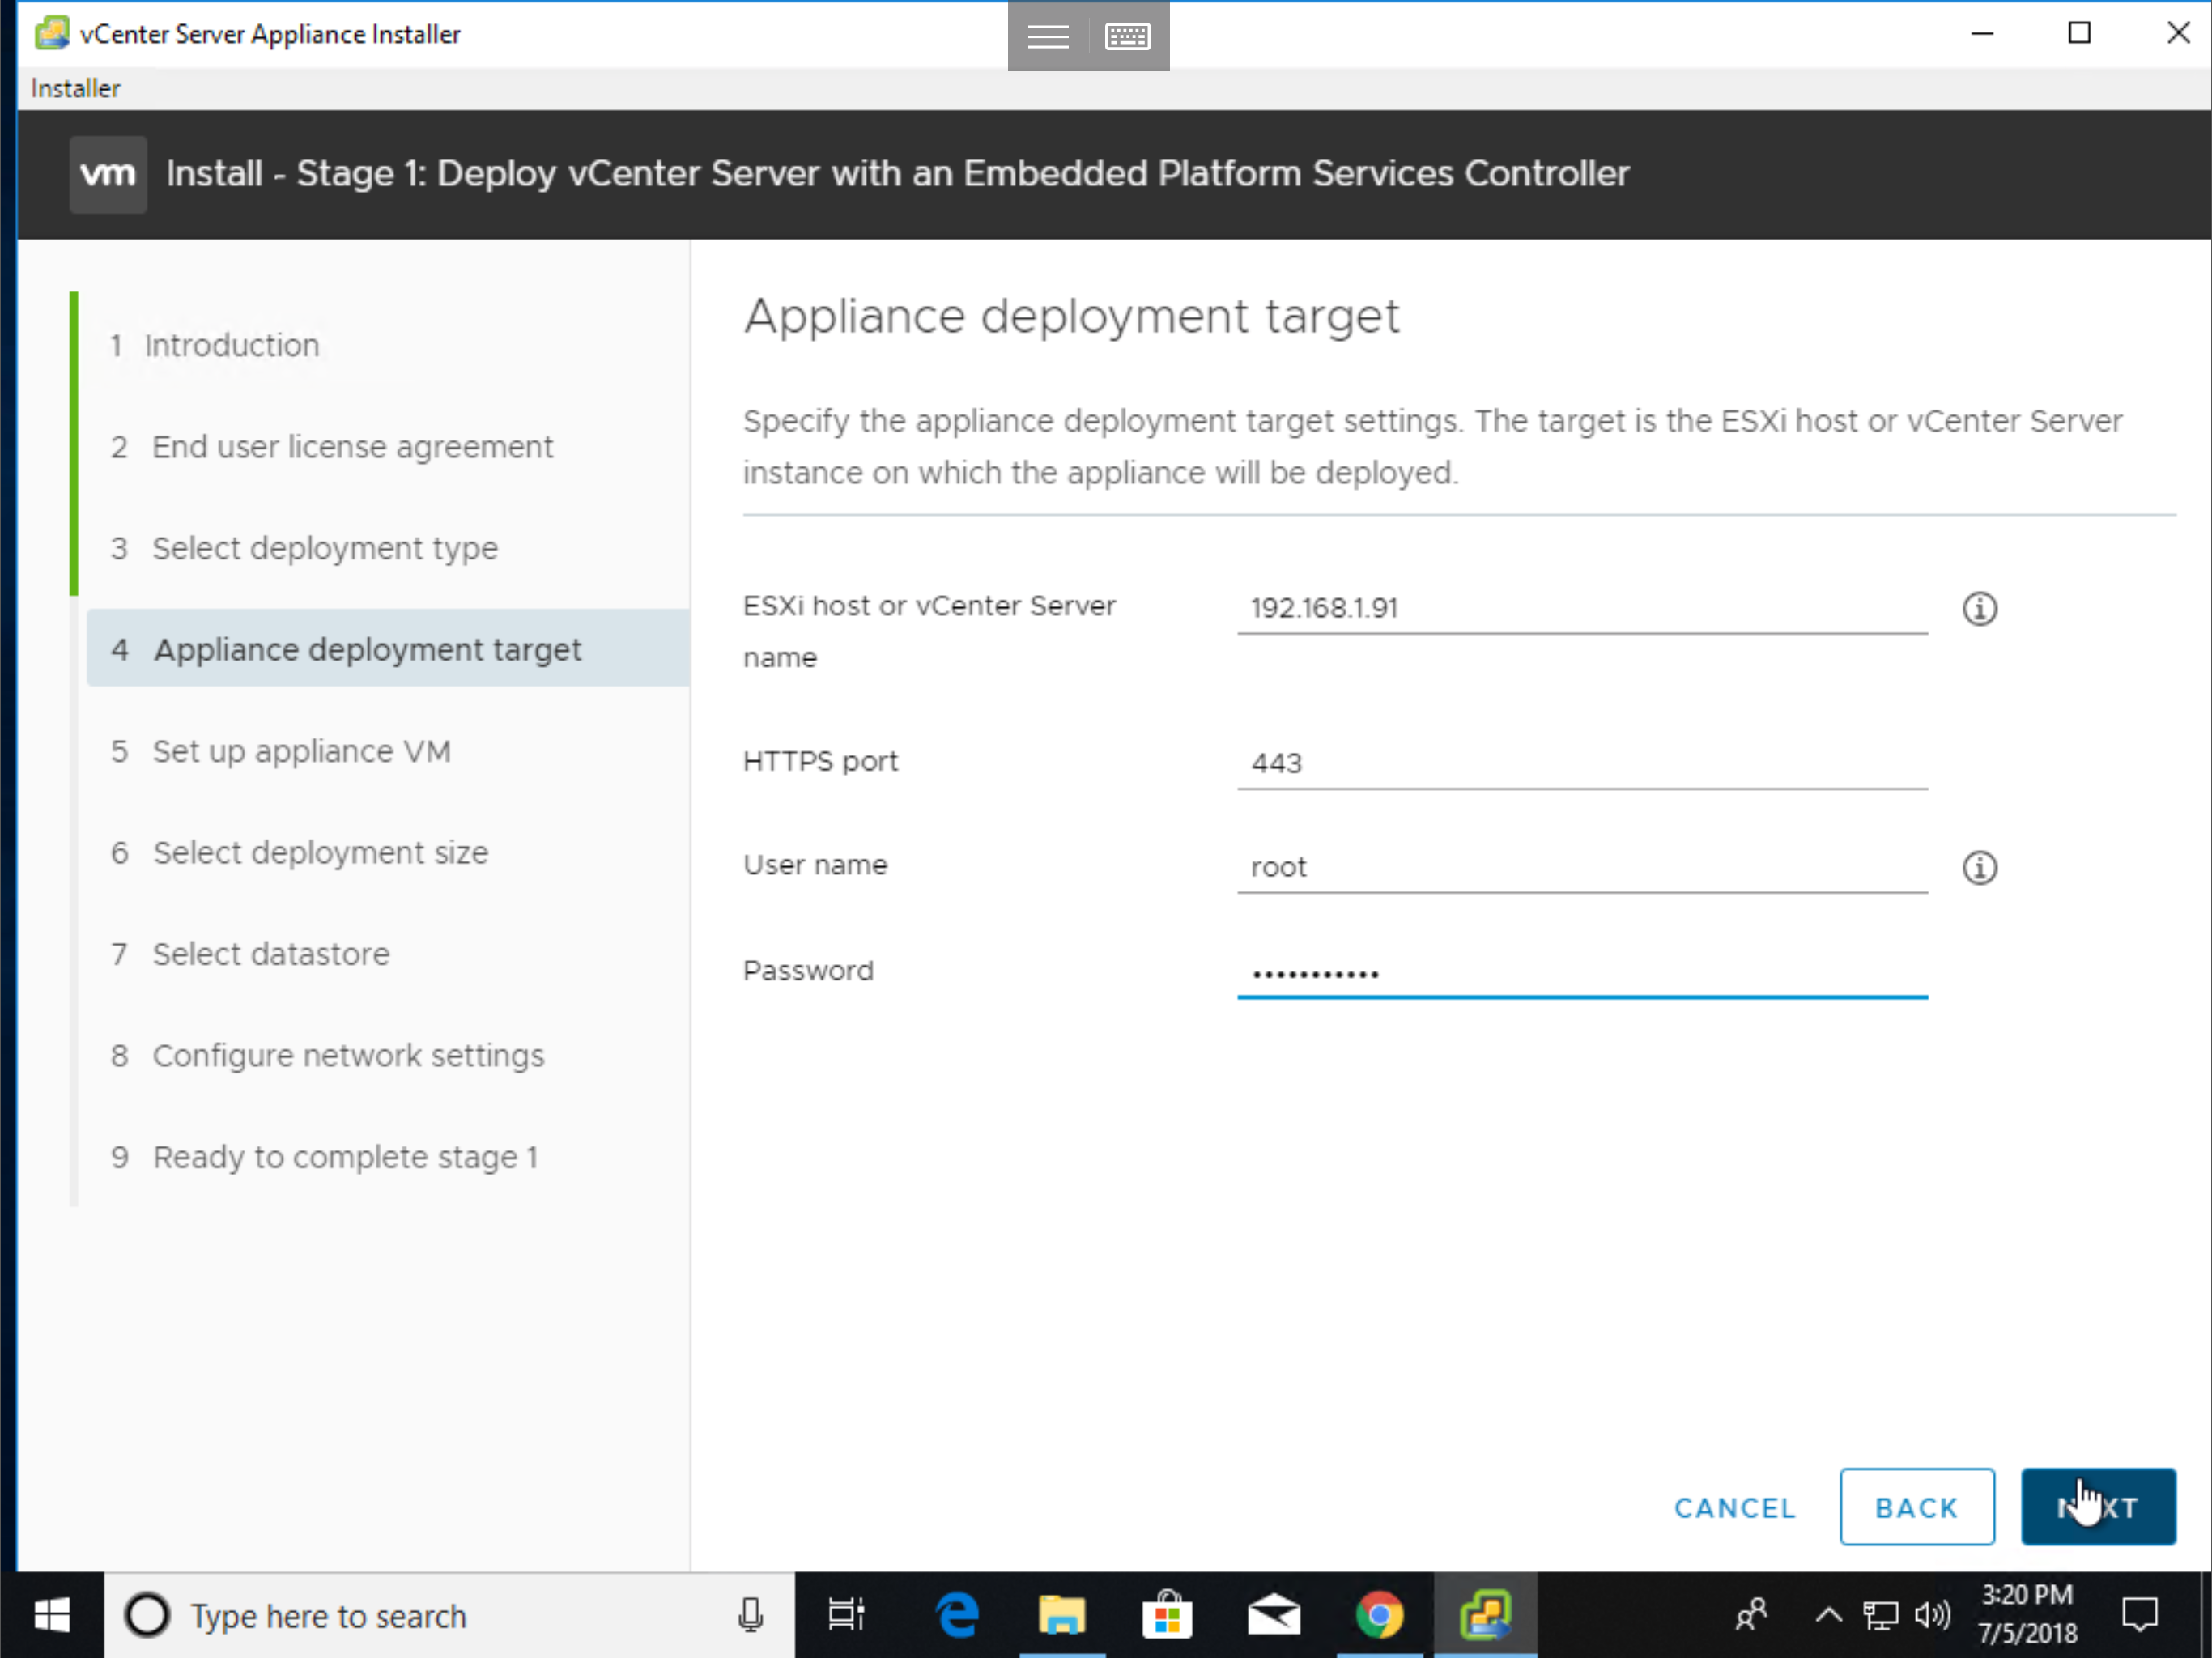 vCenter Server Appliance Installer
Installer
vm Install - Stage 1: Deploy vCenter Server with an Embedded Platform Services Controller
1 Introduction
2 End user license agreement
3 Select deployment type
4 Appliance deployment target
5 Set up appliance VM
6 Select deployment size
7 Select datastore
8 Configure network settings
9 Ready to complete stage 1
Appliance deployment target
Specify the appliance deployment target settings. The target is the ESXi host or vCenter Server
instance on which the appliance will be deployed.
ESXi host or vCenter Server
name
192.168.1.91
HTTPS port
443
User name
root
Password
•••••••••••
CANCEL
BACK
NEXT
Type here to search
3:20 PM
7/5/2018